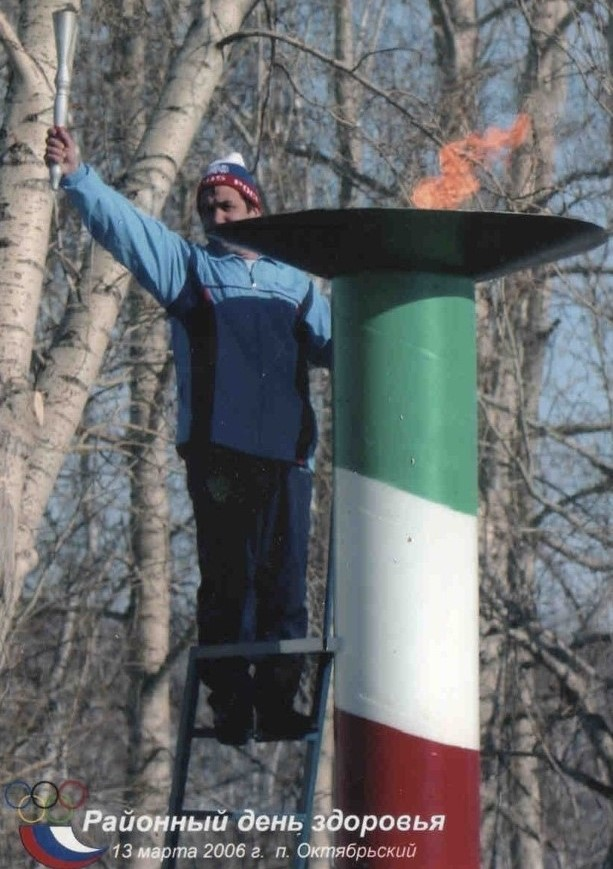 Районный день здоровья
13 марта 2006 г. п. Октябрьский